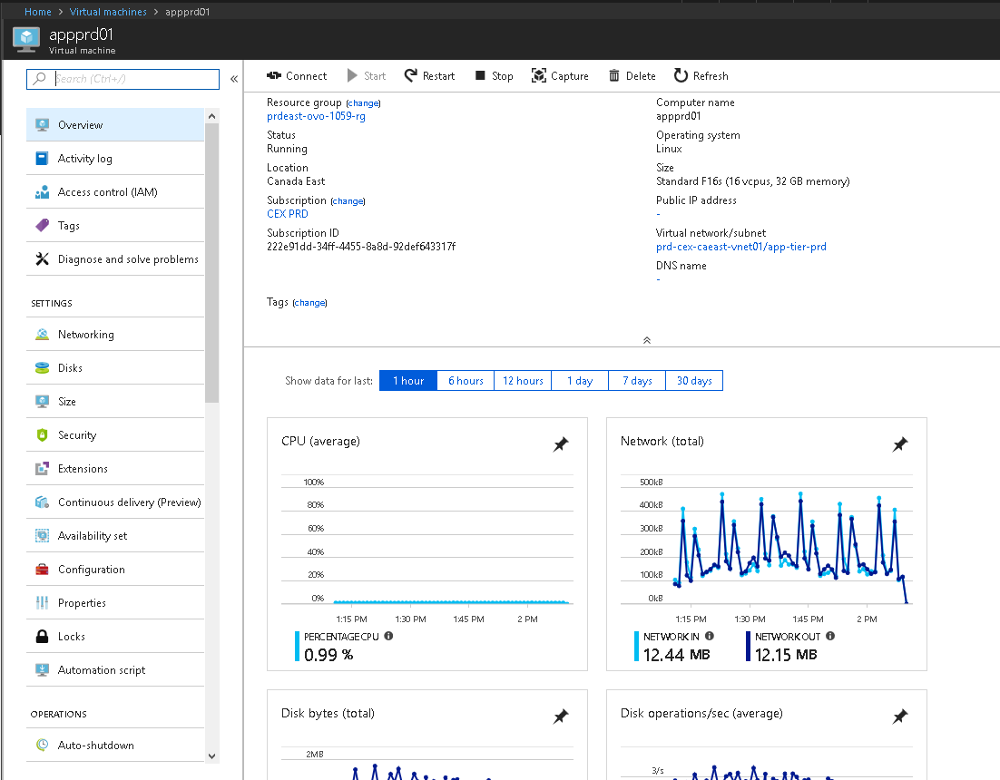 Home > Virtual machines > appprd01
appprd01
Virtual machine
Search (Ctrl+/)
«
Overview
Activity log
Access control (IAM)
Tags
Diagnose and solve problems
SETTINGS
Networking
Disks
Size
Security
Extensions
Continuous delivery (Preview)
Availability set
Configuration
Properties
Locks
Automation script
OPERATIONS
Auto-shutdown
Connect Start Restart Stop Capture Delete Refresh
Resource group (change)
prdeast-ovo-1059-rg
Status
Running
Location
Canada East
Subscription (change)
CEX PRD
Subscription ID
222e91dd-34ff-4455-8a8d-92def643317f
Tags (change)
Computer name
appprd01
Operating system
Linux
Size
Standard F16s (16 vcpus, 32 GB memory)
Public IP address
-
Virtual network/subnet
prd-cex-caeast-vnet01/app-tier-prd
DNS name
-
Show data for last: 1 hour 6 hours 12 hours 1 day 7 days 30 days
CPU (average)
100%
80%
60%
40%
20%
0%
1:15 PM 1:30 PM 1:45 PM 2 PM
PERCENTAGE CPU
0.99 %
Network (total)
500kB
400kB
300kB
200kB
100kB
0kB
1:15 PM 1:30 PM 1:45 PM 2 PM
NETWORK IN NETWORK OUT
12.44 MB 12.15 MB
Disk bytes (total)
2MB
Disk operations/sec (average)
3/s